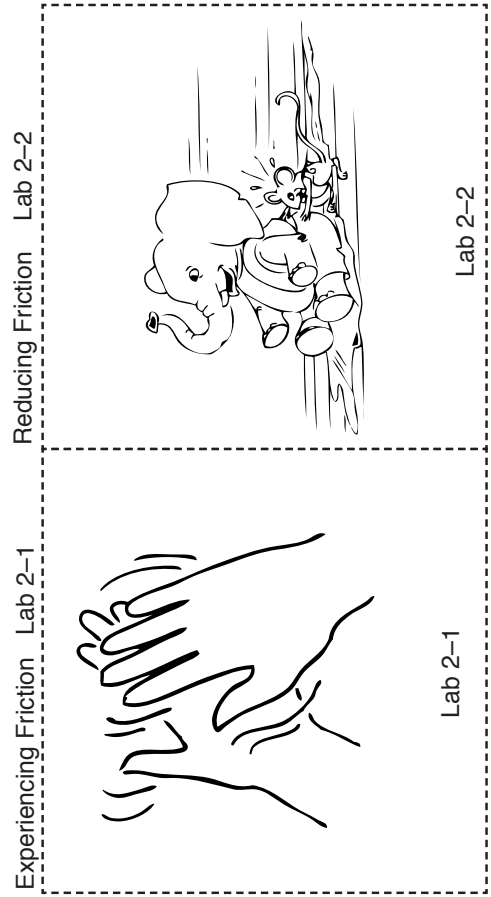 Experiencing Friction Lab 2–1
Reducing Friction Lab 2–2
Lab 2–1
Lab 2–2